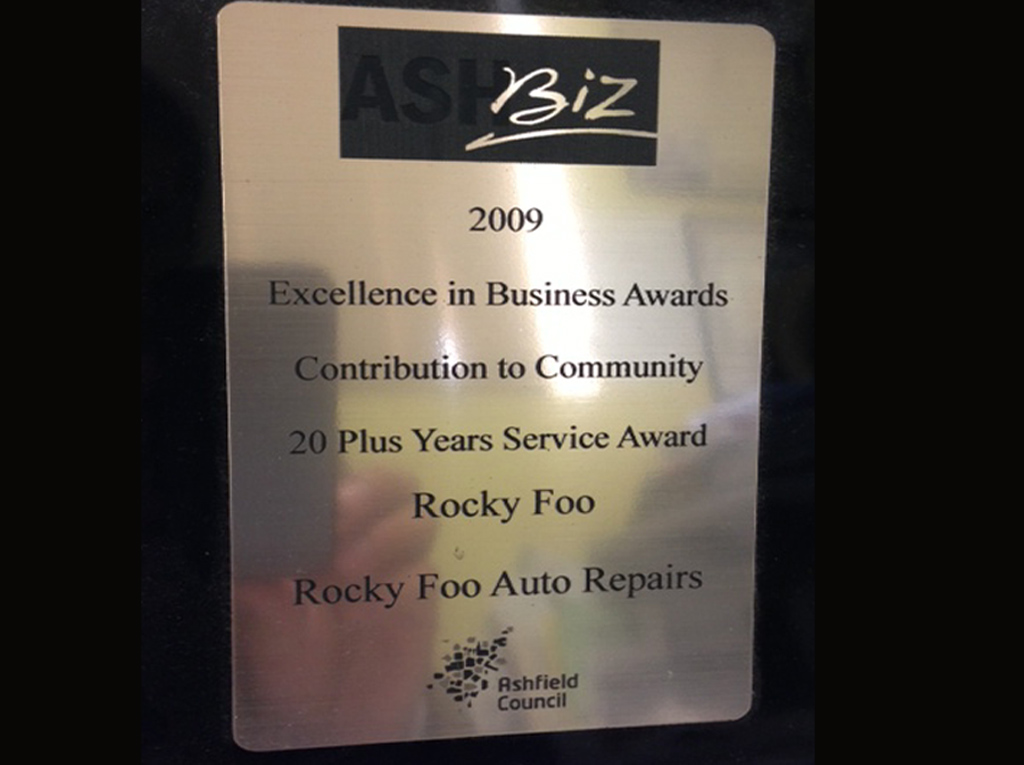 ASHBiz
2009
Excellence in Business Awards
Contribution to Community
20 Plus Years Service Award
Rocky Foo
Rocky Foo Auto Repairs
Ashfield
Council